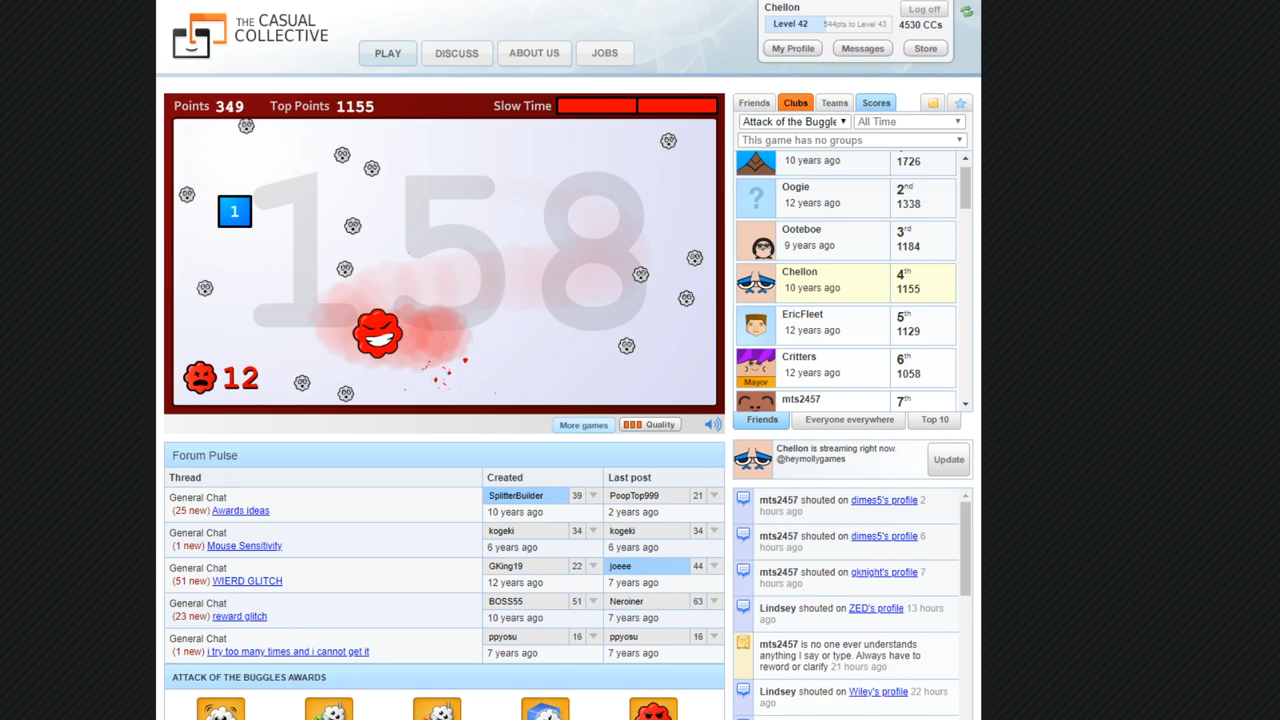 THE CASUAL
COLLECTIVE
PLAY
DISCUSS
ABOUT US
JOBS
Chellon
Log off
Level 42
544pts to Level 43
4530 CCs
My Profile
Messages
Store
Points 349
Top Points 1155
Slow Time
158
1
12
More games
Quality
Friends
Clubs
Teams
Scores
Attack of the Buggle
All Time
This game has no groups
10 years ago
1726
Oogie
12 years ago
2nd
1338
Ooteboe
9 years ago
3rd
1184
Chellon
10 years ago
4th
1155
EricFleet
12 years ago
5th
1129
Critters
12 years ago
6th
1058
Mayor
mts2457
7th
Friends
Everyone everywhere
Top 10
Chellon is streaming right now.
@heymollygames
Update
Forum Pulse
Thread
Created
Last post
General Chat
(25 new) Awards ideas
SplitterBuilder 39
10 years ago
PoopTop999 21
2 years ago
General Chat
(1 new) Mouse Sensitivity
kogeki 34
6 years ago
kogeki 34
6 years ago
General Chat
(51 new) WIERD GLITCH
GKing19 22
12 years ago
joeee 44
7 years ago
General Chat
(23 new) reward glitch
BOSS55 51
10 years ago
Neroiner 63
7 years ago
General Chat
(1 new) i try too many times and i cannot get it
ppyosu 16
7 years ago
ppyosu 16
7 years ago
ATTACK OF THE BUGGLES AWARDS
mts2457 shouted on dimes5's profile 2
hours ago
mts2457 shouted on dimes5's profile 6
hours ago
mts2457 shouted on gknight's profile 7
hours ago
Lindsey shouted on ZED's profile 13 hours
ago
mts2457 is no one ever understands
anything I say or type. Always have to
reword or clarify 21 hours ago
Lindsey shouted on Wiley's profile 22 hours
ago